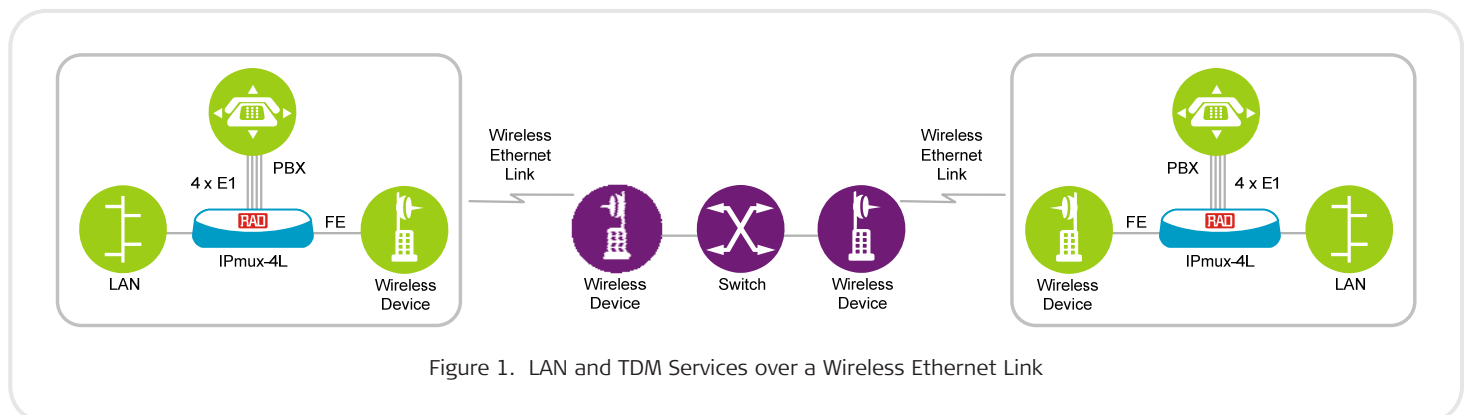 PBX
4 x E1
RAD
FE
LAN
IPmux-4L
Wireless
Device
Wireless
Ethernet
Link
Wireless
Device
Switch
Wireless
Device
Wireless
Ethernet
Link
PBX
4 x E1
FE
RAD
Wireless
Device
IPmux-4L
LAN
Figure 1. LAN and TDM Services over a Wireless Ethernet Link